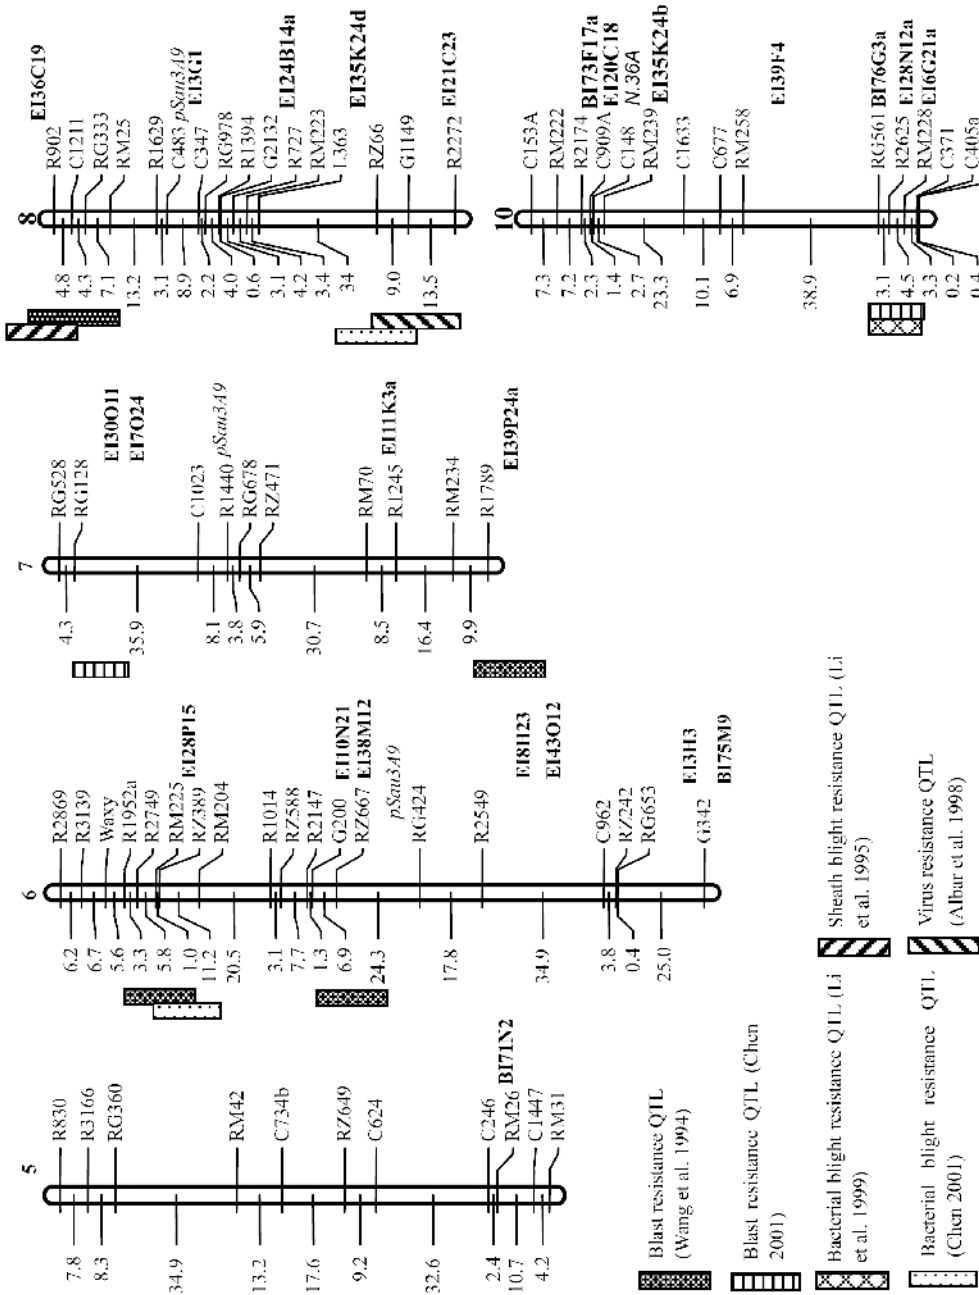 5
7.8
8.3
34.9
13.2
17.6
9.2
32.6
2.4
10.7
4.2
R830
R3166
RG360
RM42
C734b
RZ649
C624
C246
RM26 BI71N2
C1447
RM31
6
6.2
6.7
5.6
3.3
5.8
1.0
11.2
20.5
3.1
7.7
1.3
6.9
24.3
17.8
34.9
3.8
0.4
25.0
R2869
R3139
Waxy
R1952a
R2749
RM225
RZ389 EI28P15
RM204
R1014
RZ588
R2147
G200 EI10N21
RZ667 EI38M12
pSau3A9
RG424
R2549
EI8H23
EI43O12
C962
RZ242
RG653
EI3H3
G342
BI75M9
7
4.3
35.9
8.1
3.8
5.9
30.7
8.5
16.4
9.9
RG528
RG128
EI30O11
EI7O24
C1023
R1440 pSau3A9
RG678
RZ471
RM70
R1245 EI11K3a
RM234
R1789
EI39P24a
8
4.8
4.3
7.1
13.2
3.1
8.9
2.2
4.0
0.6
3.1
4.2
3.4
34
9.0
13.5
EI36C19
R902
C1211
RG333
RM25
R1629
C483 pSau3A9
C347 EI3G1
RG978
R1394
G2132 EI24B14a
R727
RM223
L363
EI35K24d
RZ66
G1149
R2272 EI21C23
10
7.3
7.2
2.3
1.4
2.7
23.3
10.1
6.9
38.9
3.1
4.5
3.3
0.2
0.4
C153A
RM222
R2174 BI73F17a
C909A EI20C18
C148 N.36A
RM239 EI35K24b
C1633
C677
RM258
EI39F4
RG561 BI76G3a
R2625 EI28N12a
RM228 EI6G21a
C371
C405a
Blast resistance QTL
(Wang et al. 1994)
Blast resistance QTL (Chen
2001)
Bacterial blight resistance QTL (Li
et al. 1999)
Bacterial blight resistance QTL
(Chen 2001)
Sheath blight resistance QTL (Li
et al. 1995)
Virus resistance QTL
(Albar et al. 1998)